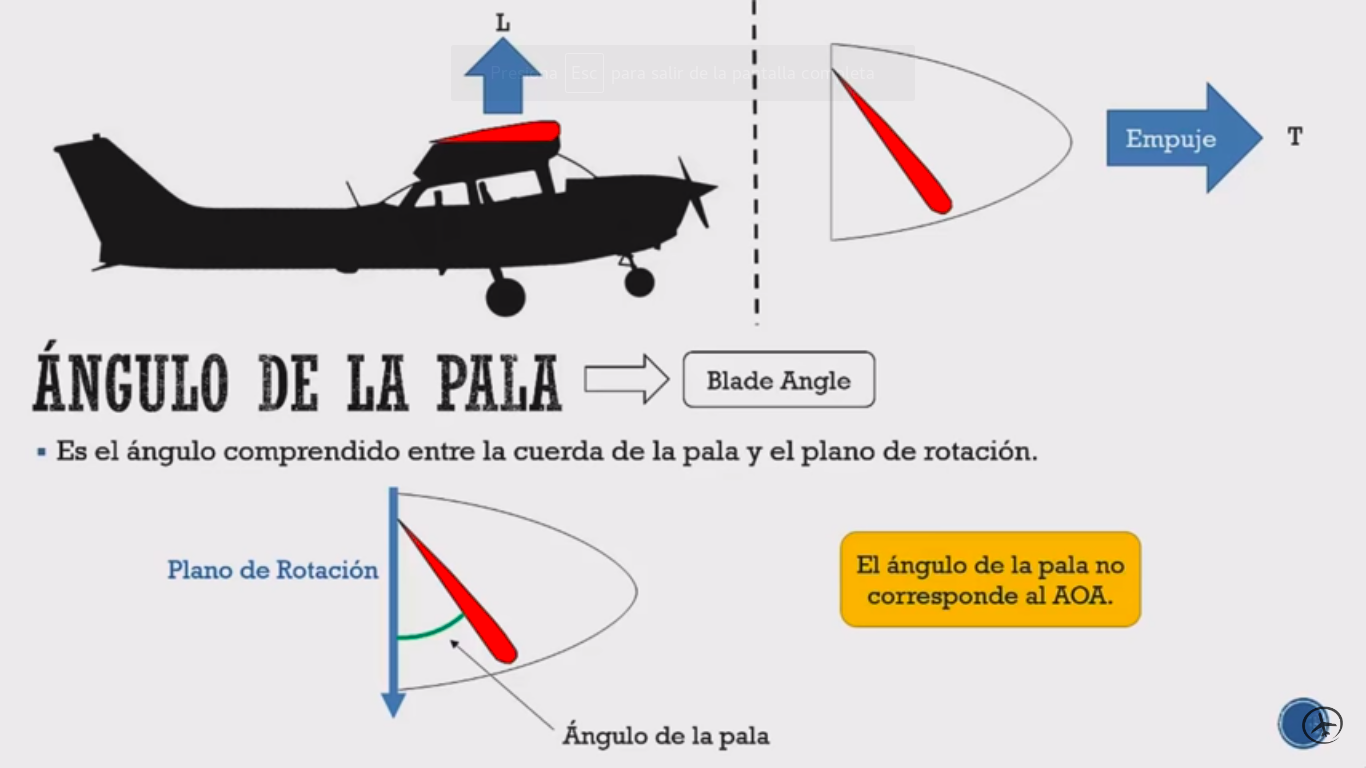 L
Presiona Esc para salir de la pantalla completa
Empuje
T
ÁNGULO DE LA PALA
Blade Angle
Es el ángulo comprendido entre la cuerda de la pala y el plano de rotación.
Plano de Rotación
El ángulo de la pala no
corresponde al AOA.
Ángulo de la pala